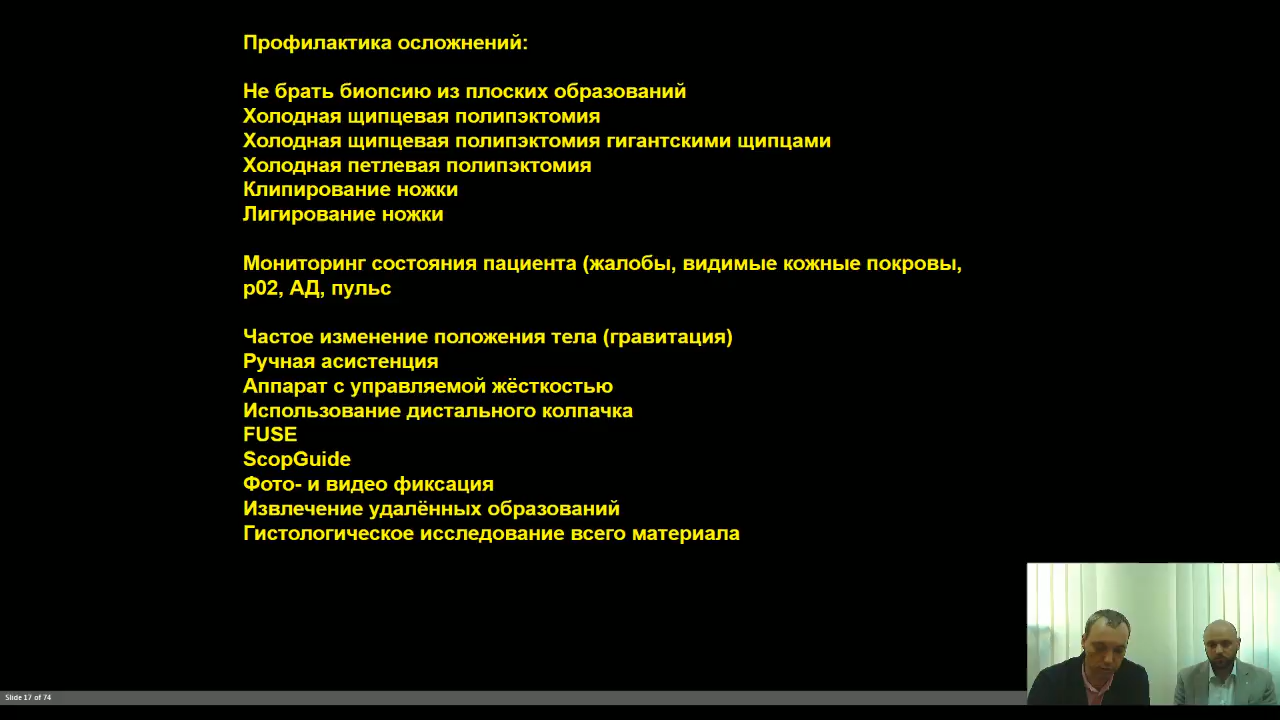 Профилактика осложнений:
Не брать биопсию из плоских образований
Холодная щипцевая полипэктомия
Холодная щипцевая полипэктомия гигантскими щипцами
Холодная петлевая полипэктомия
Клипирование ножки
Лигирование ножки
Мониторинг состояния пациента (жалобы, видимые кожные покровы,
р02, АД, пульс
Частое изменение положения тела (гравитация)
Ручная асистенция
Аппарат с управляемой жёсткостью
Использование дистального колпачка
FUSE
ScopGuide
Фото- и видео фиксация
Извлечение удалённых образований
Гистологическое исследование всего материала
Slide 17 of 74